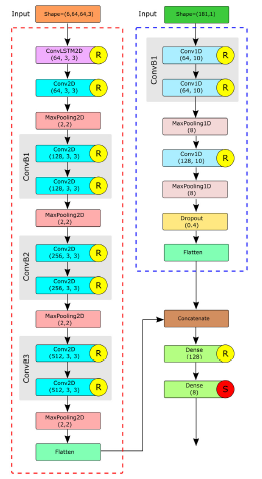 Input
Shape=(6,64,64,3)
ConvLSTM2D
(64, 3, 3)
R
Conv2D
(64, 3, 3)
R
MaxPooling2D
(2,2)
ConvB1
Conv2D
(128, 3, 3)
R
Conv2D
(128, 3, 3)
R
MaxPooling2D
(2,2)
ConvB2
Conv2D
(256, 3, 3)
R
Conv2D
(256, 3, 3)
R
MaxPooling2D
(2,2)
ConvB3
Conv2D
(512, 3, 3)
R
Conv2D
(512, 3, 3)
R
MaxPooling2D
(2,2)
Flatten
Input
Shape=(181,1)
ConvB1
Conv1D
(64, 10)
Conv1D
(64, 10)
MaxPooling1D
(8)
Conv1D
(128, 10)
R
MaxPooling1D
(8)
Dropout
(0.4)
Flatten
Concatenate
Dense
(128)
R
Dense
(8)
S